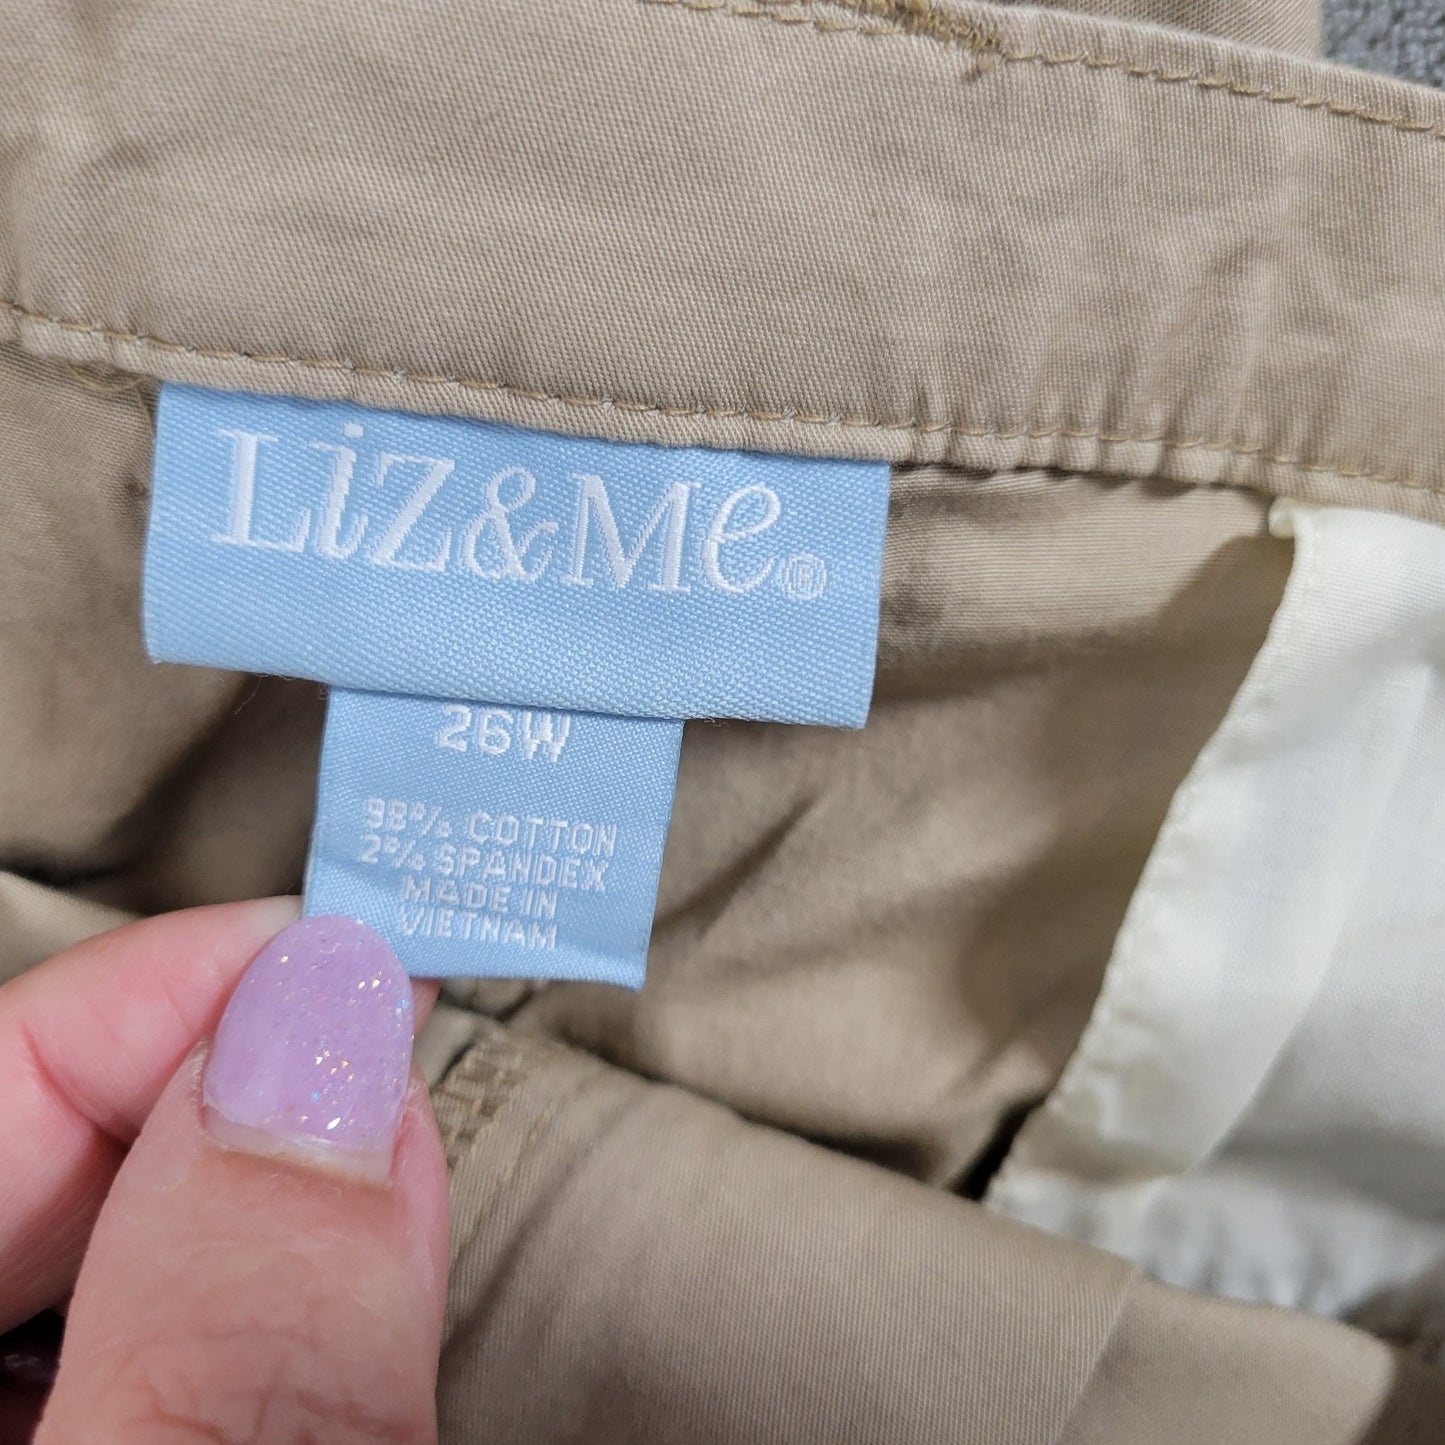 Liz&Me®
26W
98% COTTON
2% SPANDEX
MADE IN
VIETNAM